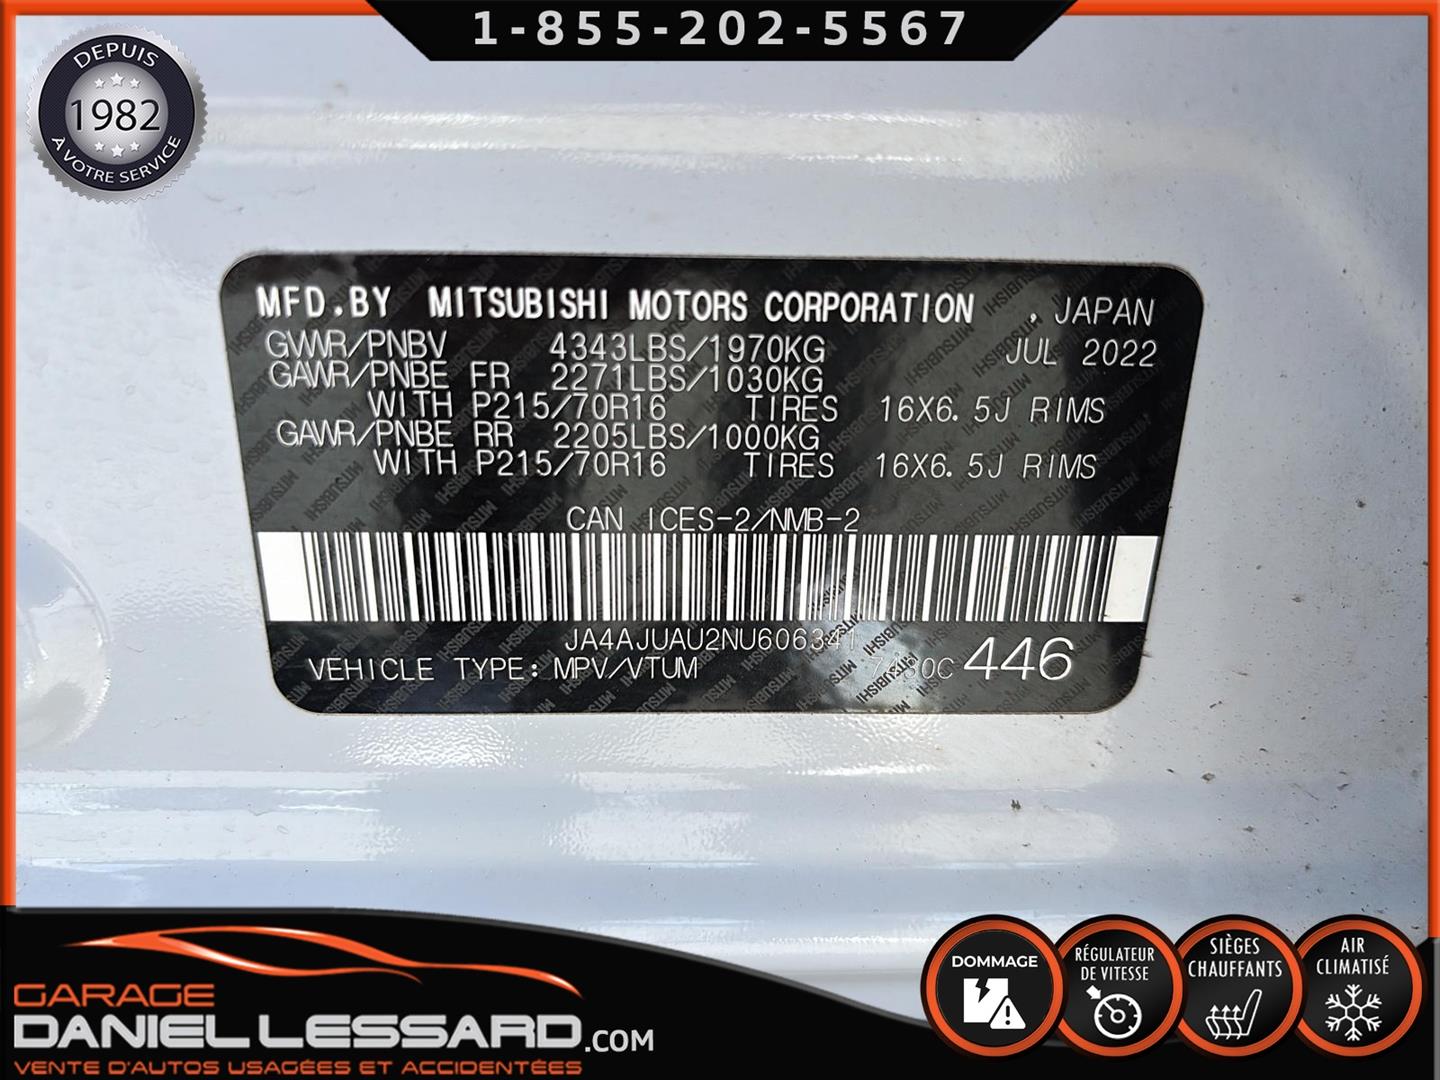 1-855-202-5567
DEPUIS
1982
À VOTRE SERVICE
MFD.BY MITSUBISHI MOTORS CORPORATION , JAPAN
GVWR/PNBV 4343LBS/1970KG JUL 2022
GAWR/PNBE FR 2271LBS/1030KG
WITH P215/70R16 TIRES 16X6.5J RIMS
GAWR/PNBE RR 2205LBS/1000KG
WITH P215/70R16 TIRES 16X6.5J RIMS
CAN ICES-2/NMB-2
JA4AJUAU2NU606341
VEHICLE TYPE: MPV/VTUM 446
GARAGE
DANIEL LESSARD.COM
VENTE D'AUTOS USAGÉES ET ACCIDENTÉES
DOMMAGE
RÉGULATEUR
DE VITESSE
SIÈGES
CHAUFFANTS
AIR
CLIMATISÉ